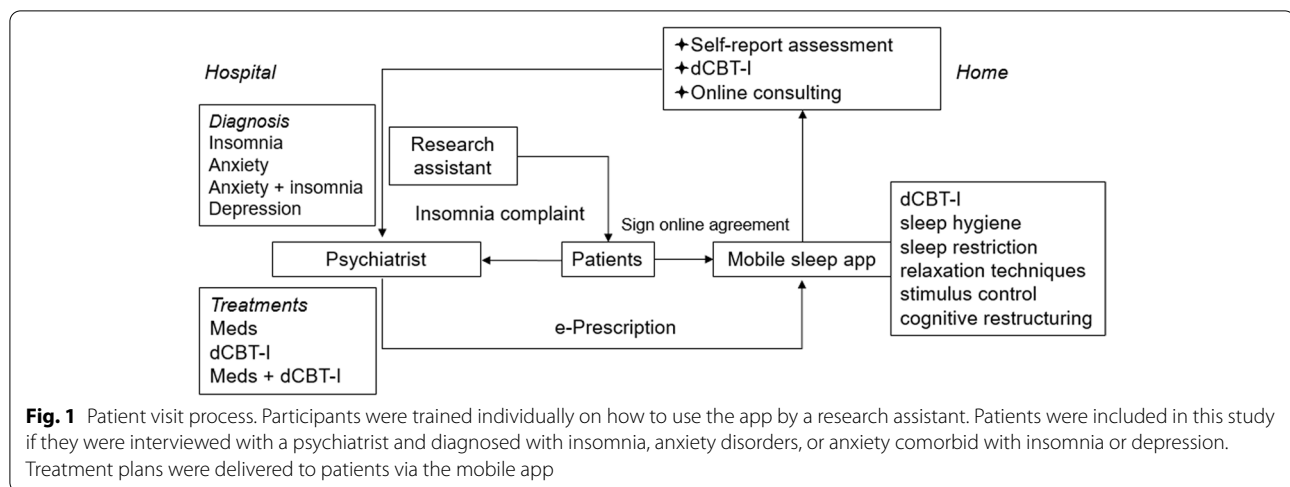 Hospital
✦Self-report assessment
✦dCBT-I
✦Online consulting
Home
Diagnosis
Insomnia
Anxiety
Anxiety + insomnia
Depression
Research
assistant
Insomnia complaint
Sign online agreement
Psychiatrist
Patients
Mobile sleep app
dCBT-I
sleep hygiene
sleep restriction
relaxation techniques
stimulus control
cognitive restructuring
Treatments
Meds
dCBT-I
Meds + dCBT-I
e-Prescription
Fig. 1 Patient visit process. Participants were trained individually on how to use the app by a research assistant. Patients were included in this study
if they were interviewed with a psychiatrist and diagnosed with insomnia, anxiety disorders, or anxiety comorbid with insomnia or depression.
Treatment plans were delivered to patients via the mobile app